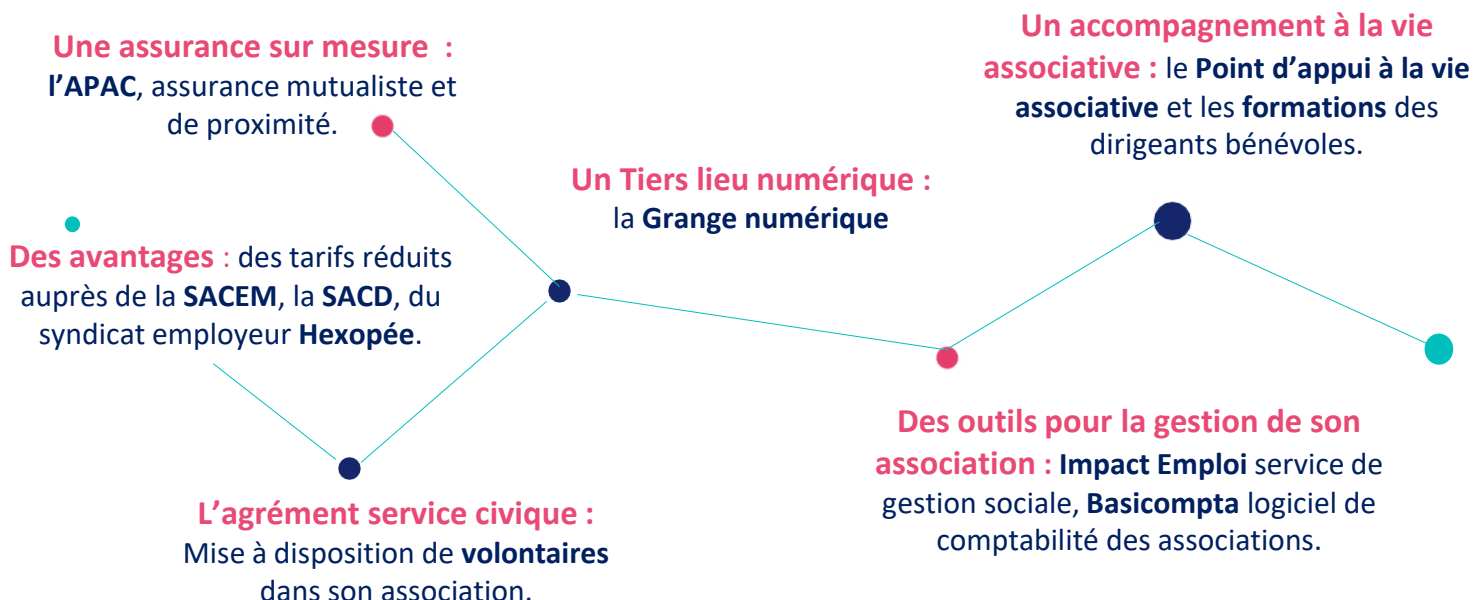 Une assurance sur mesure :
l’APAC, assurance mutualiste et
de proximité.
Un accompagnement à la vie
associative : le Point d’appui à la vie
associative et les formations des
dirigeants bénévoles.
Un Tiers lieu numérique :
la Grange numérique
Des avantages : des tarifs réduits
auprès de la SACEM, la SACD, du
syndicat employeur Hexopée.
Des outils pour la gestion de son
association : Impact Emploi service de
gestion sociale, Basicompta logiciel de
comptabilité des associations.
L’agrément service civique :
Mise à disposition de volontaires
dans son association.